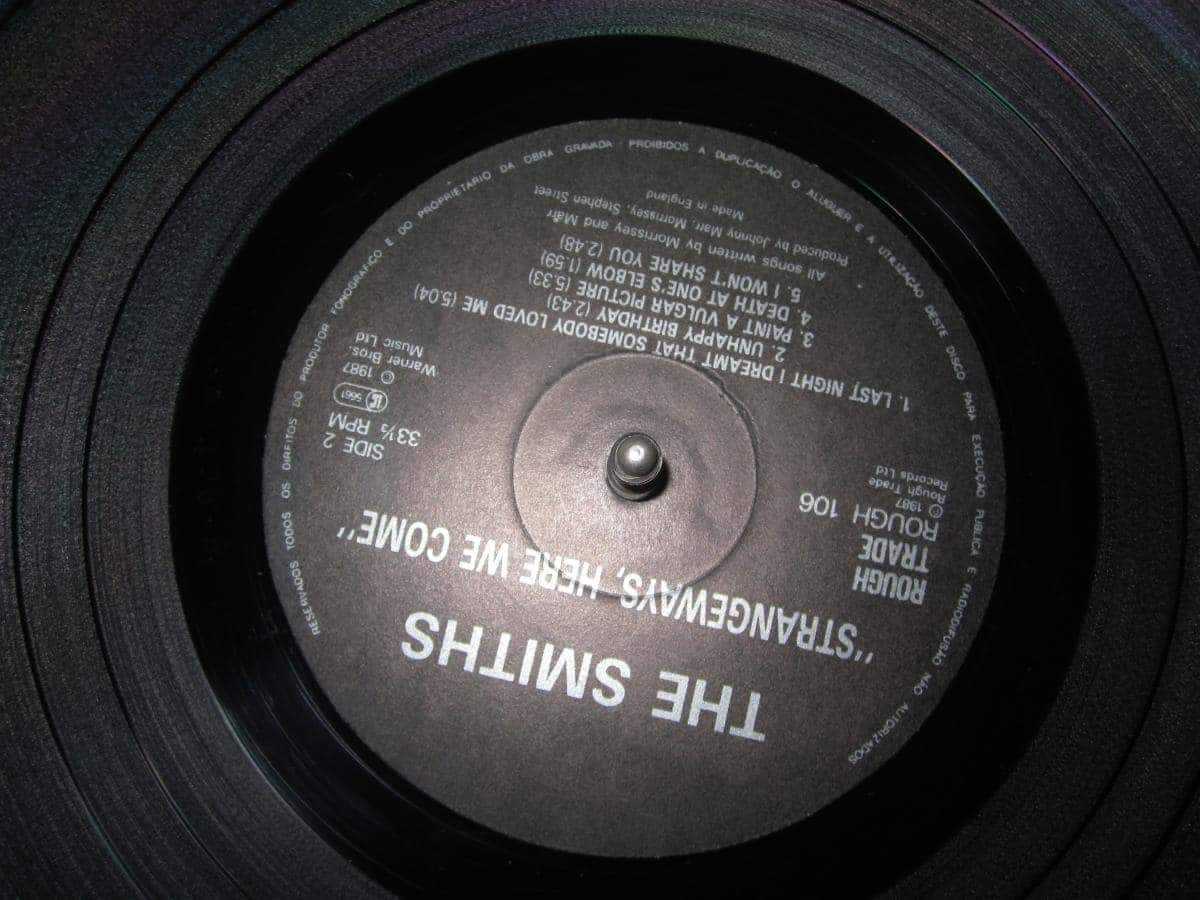 THE SMITHS
"STRANGEWAYS, HERE WE COME"
ROUGH
TRADE
ROUGH 106
℗ 1987
Rough Trade
Records Ltd
SIDE 2
33⅓ RPM
LC 5661
© 1987
Warner Bros.
Music Ltd
1. LAST NIGHT I DREAMT THAT SOMEBODY LOVED ME (5.04)
2. UNHAPPY BIRTHDAY (2.43)
3. PAINT A VULGAR PICTURE (5.33)
4. DEATH AT ONE'S ELBOW (1.59)
5. I WON'T SHARE YOU (2.48)
All songs written by Morrissey and Marr
Produced by Johnny Marr, Morrissey, Stephen Street
Made in England
RESERVADOS TODOS OS DIREITOS DO PRODUTOR FONOGRAFICO E DO PROPRIETARIO DA OBRA GRAVADA · PROIBIDOS A DUPLICAÇÃO O ALUGUER E A UTILIZAÇÃO DESTE DISCO PARA EXECUÇÃO PUBLICA E RADIODIFUSÃO NÃO AUTORIZADOS